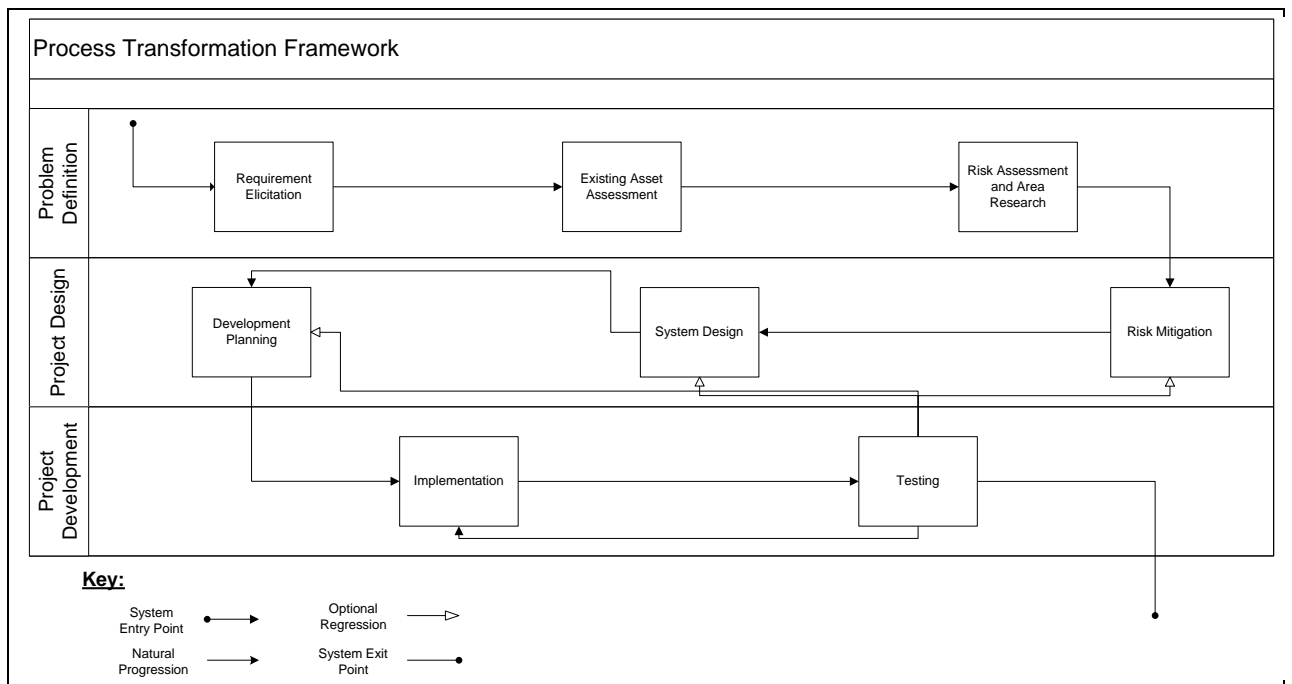 Process Transformation Framework
Problem
Definition
Requirement
Elicitation
Existing Asset
Assessment
Risk Assessment
and Area
Research
Project Design
Development
Planning
System Design
Risk Mitigation
Project
Development
Implementation
Testing
Key:
System
Entry Point
Optional
Regression
Natural
Progression
System Exit
Point